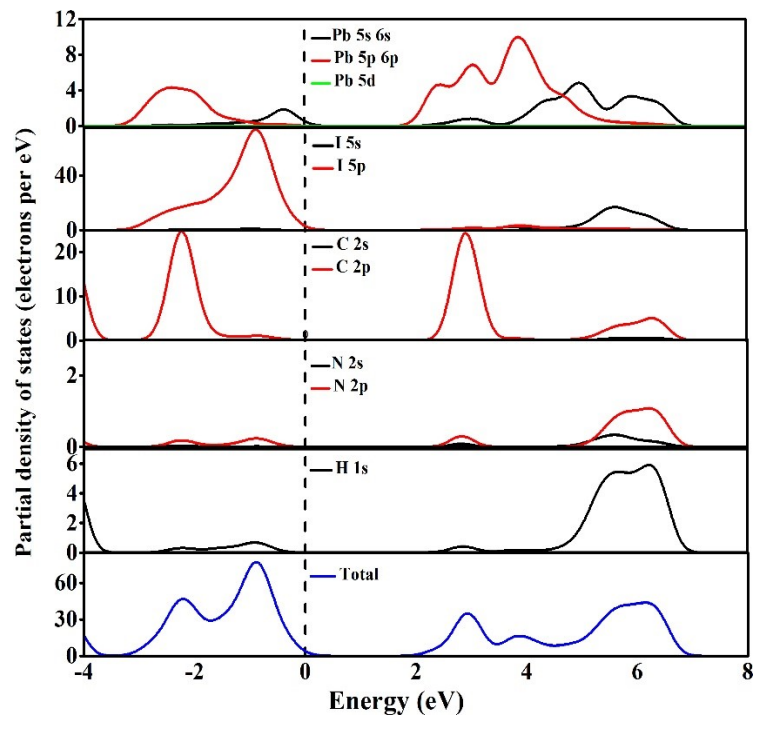 Partial density of states (electrons per eV)
12
8
4
0
Pb 5s 6s
Pb 5p 6p
Pb 5d
40
0
I 5s
I 5p
20
10
0
C 2s
C 2p
2
0
N 2s
N 2p
6
4
2
0
H 1s
60
30
0
Total
-4 -2 0 2 4 6 8
Energy (eV)